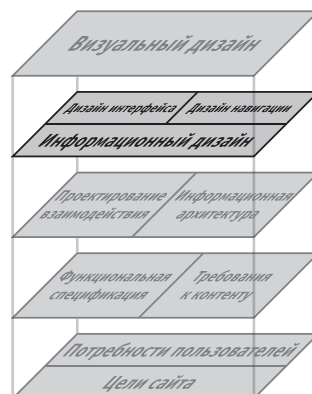 Визуальный дизайн
Дизайн интерфейса
Дизайн навигации
Информационный дизайн
Проектирование
взаимодействия
Информационная
архитектура
Функциональная
спецификация
Требования
к контенту
Потребности пользователей
Цели сайта